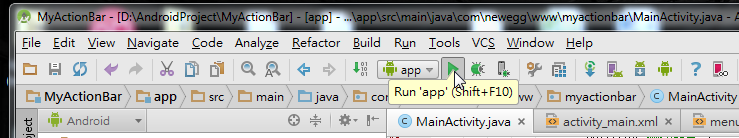 MyActionBar - [D:\AndroidProject\MyActionBar] - [app] - ...\app\src\main\java\com\newegg\www\myactionbar\MainActivity.java - A
File Edit View Navigate Code Analyze Refactor Build Run Tools VCS Window Help
app
Run 'app' (Shift+F10)
MyActionBar app src main java co ww myactionbar MainActivity
Android MainActivity.java activity_main.xml menu